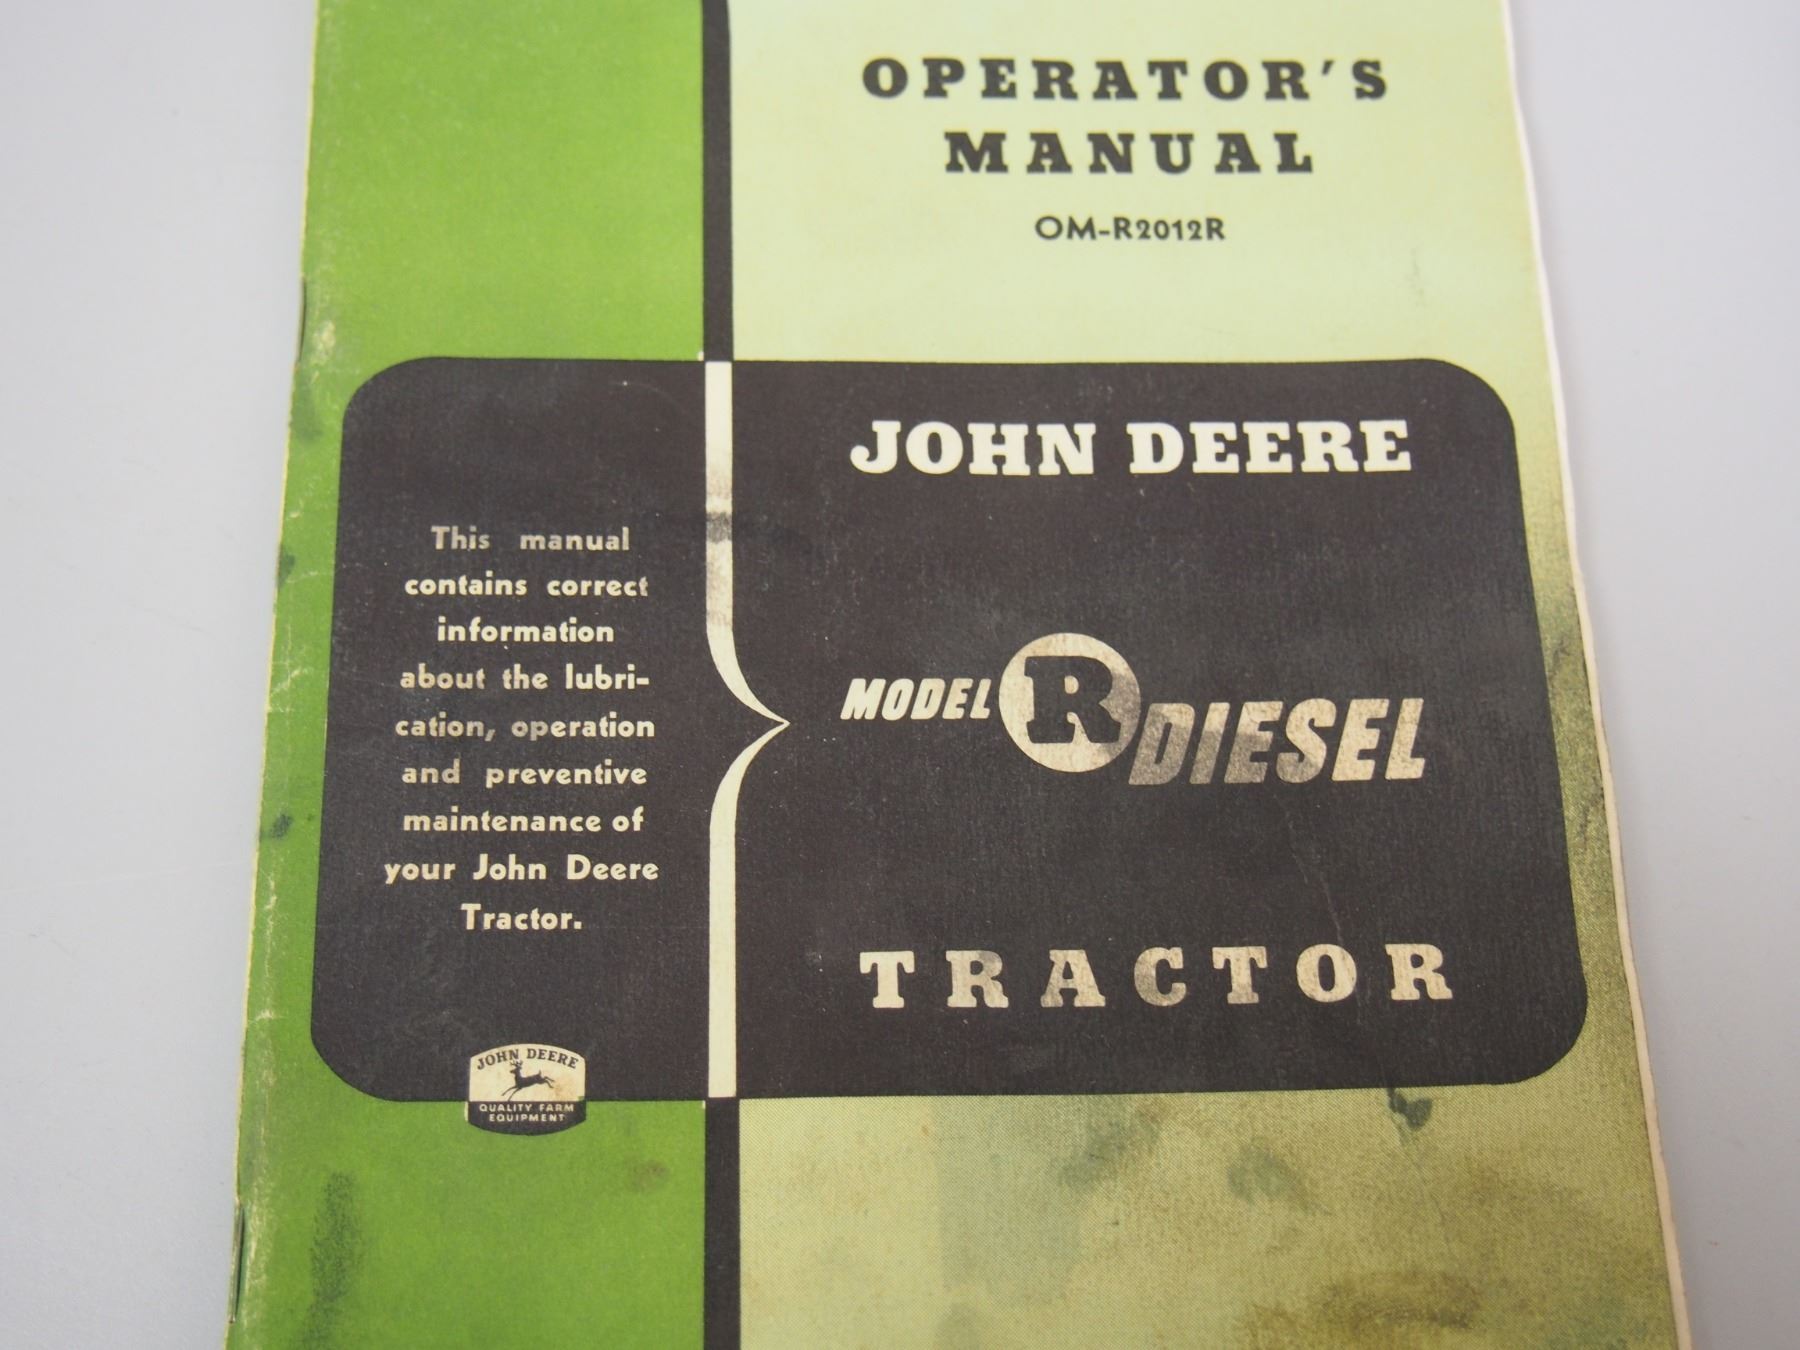 OPERATOR'S
MANUAL
OM-R2012R
JOHN DEERE
MODEL R DIESEL
TRACTOR
This manual
contains correct
information
about the lubri-
cation, operation
and preventive
maintenance of
your John Deere
Tractor.
JOHN DEERE
QUALITY FARM
EQUIPMENT